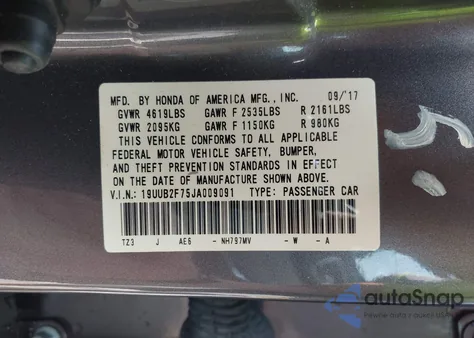 MFD. BY HONDA OF AMERICA MFG., INC. 09/'17
GVWR 4619LBS GAWR F 2535LBS R 2161LBS
GVWR 2095KG GAWR F 1150KG R 980KG
THIS VEHICLE CONFORMS TO ALL APPLICABLE
FEDERAL MOTOR VEHICLE SAFETY, BUMPER,
AND THEFT PREVENTION STANDARDS IN EFFECT
ON THE DATE OF MANUFACTURE SHOWN ABOVE.
V.I.N.: 19UUB2F75JA009091 TYPE: PASSENGER CAR
TZ3 J AE6 - NH797MV - W - A
autoSnap